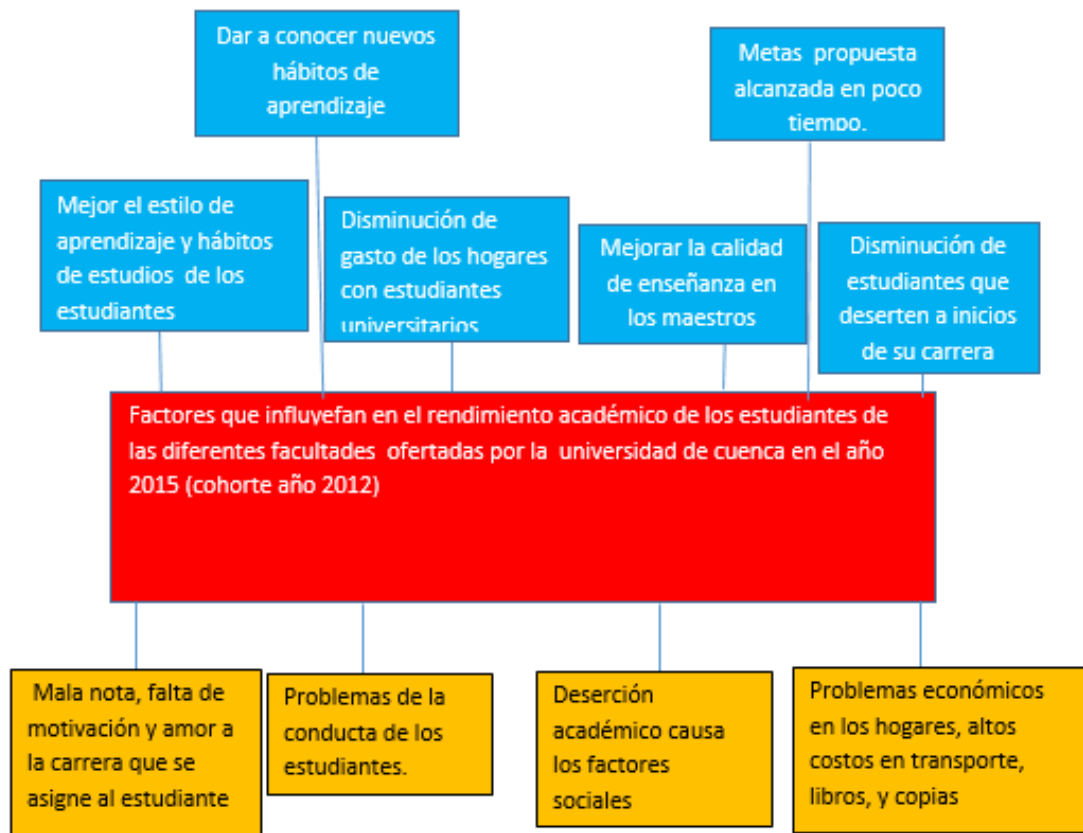 Dar a conocer nuevos
hábitos de
aprendizaje
Metas propuesta
alcanzada en poco
tiempo.
Mejor el estilo de
aprendizaje y hábitos
de estudios de los
estudiantes
Disminución de
gasto de los hogares
con estudiantes
universitarios
Mejorar la calidad
de enseñanza en
los maestros
Disminución de
estudiantes que
deserten a inicios
de su carrera
Factores que influyefan en el rendimiento académico de los estudiantes de
las diferentes facultades ofertadas por la universidad de cuenca en el año
2015 (cohorte año 2012)
Mala nota, falta de
motivación y amor a
la carrera que se
asigne al estudiante
Problemas de la
conducta de los
estudiantes.
Deserción
académico causa
los factores
sociales
Problemas económicos
en los hogares, altos
costos en transporte,
libros, y copias